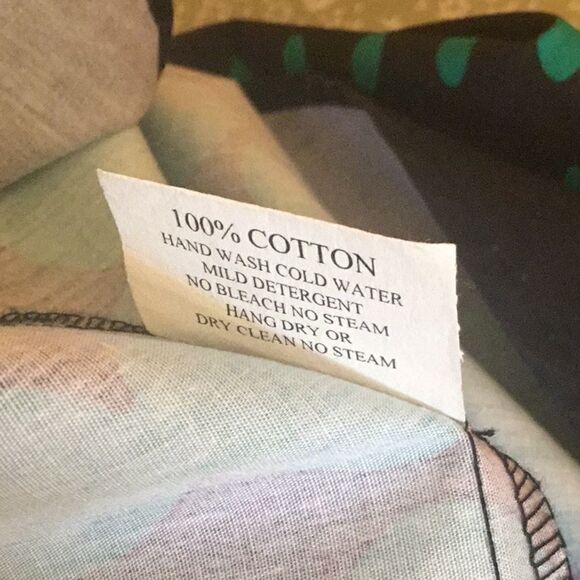 100% COTTON
HAND WASH COLD WATER
MILD DETERGENT
NO BLEACH NO STEAM
HANG DRY OR
DRY CLEAN NO STEAM